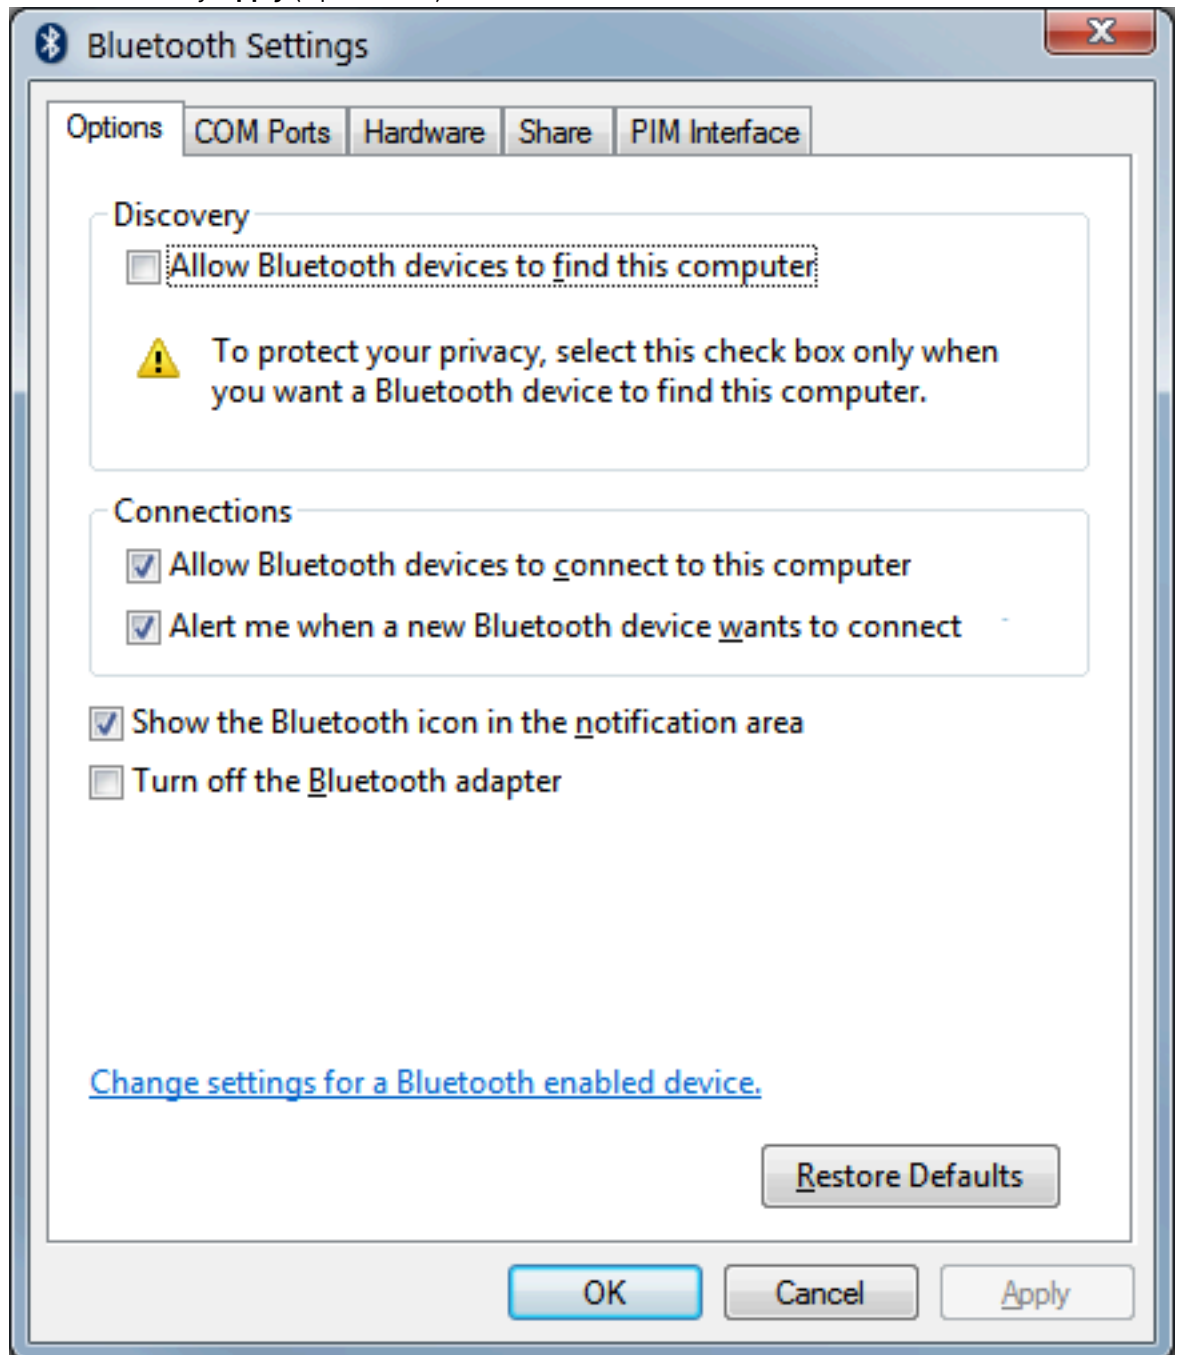 Bluetooth Settings
Options COM Ports Hardware Share PIM Interface
Discovery
Allow Bluetooth devices to find this computer
To protect your privacy, select this check box only when
you want a Bluetooth device to find this computer.
Connections
Allow Bluetooth devices to connect to this computer
Alert me when a new Bluetooth device wants to connect
Show the Bluetooth icon in the notification area
Turn off the Bluetooth adapter
Change settings for a Bluetooth enabled device.
Restore Defaults
OK Cancel Apply